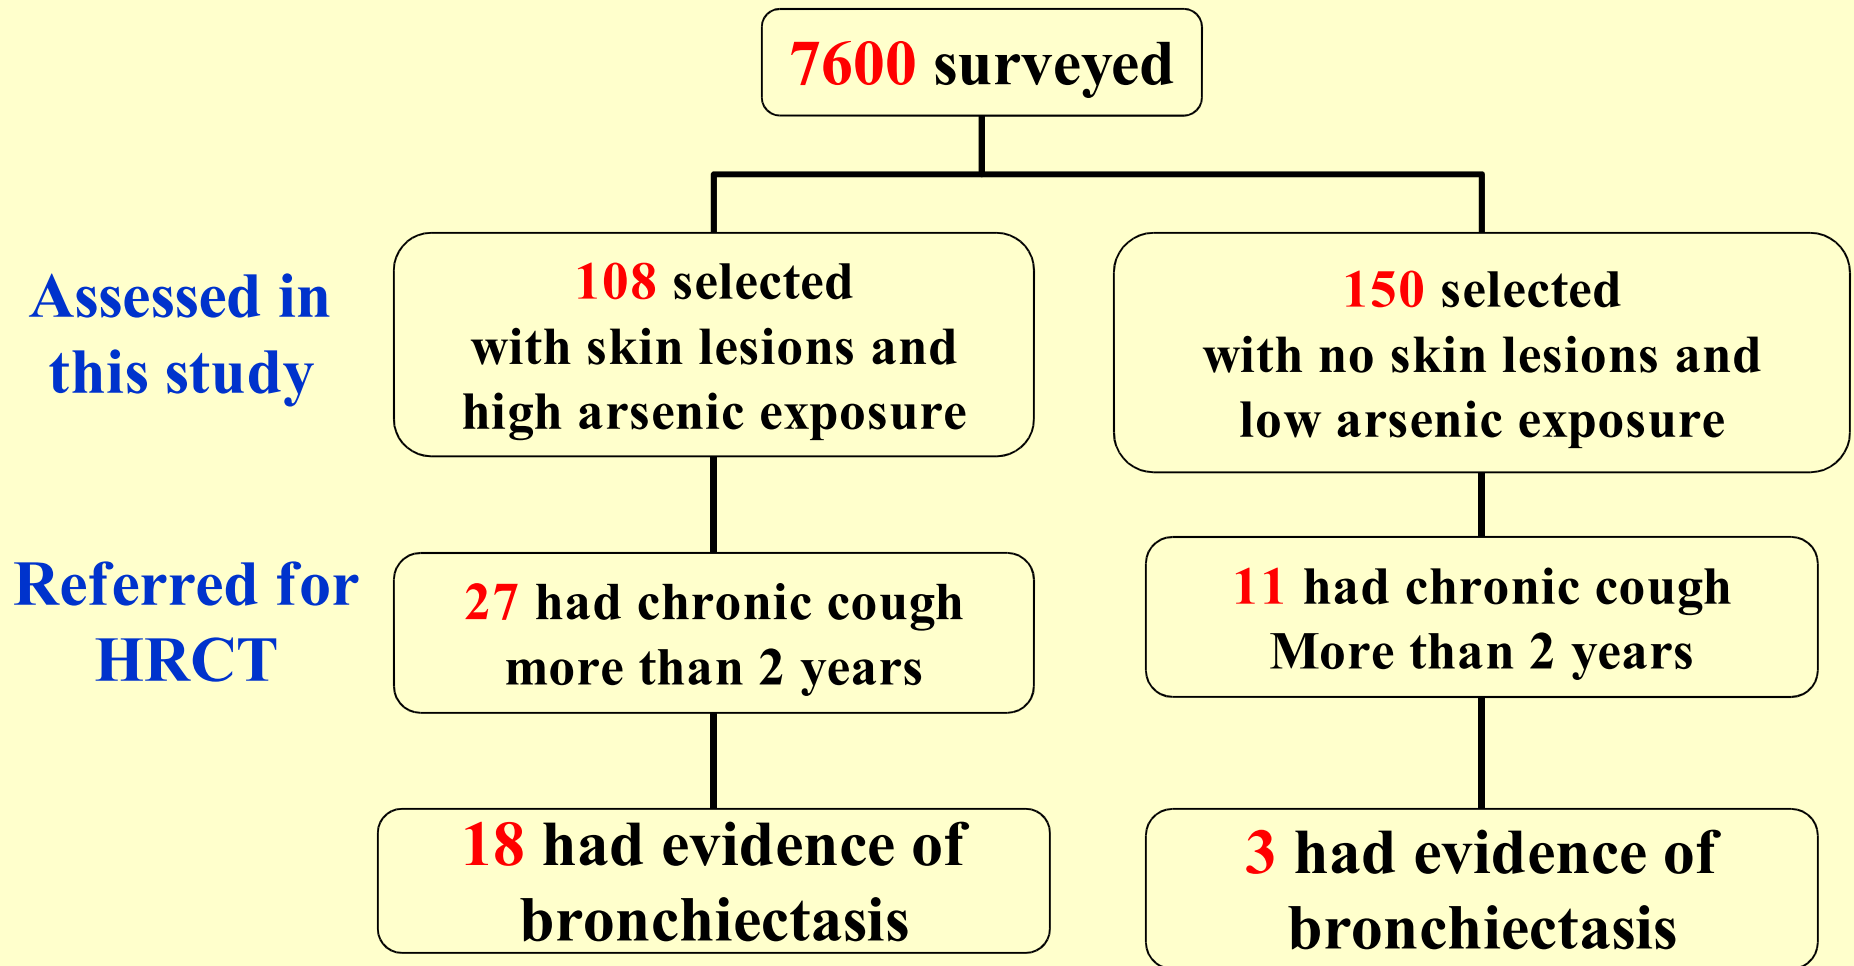 7600 surveyed
Assessed in
this study
108 selected
with skin lesions and
high arsenic exposure
150 selected
with no skin lesions and
low arsenic exposure
Referred for
HRCT
27 had chronic cough
more than 2 years
11 had chronic cough
More than 2 years
18 had evidence of
bronchiectasis
3 had evidence of
bronchiectasis